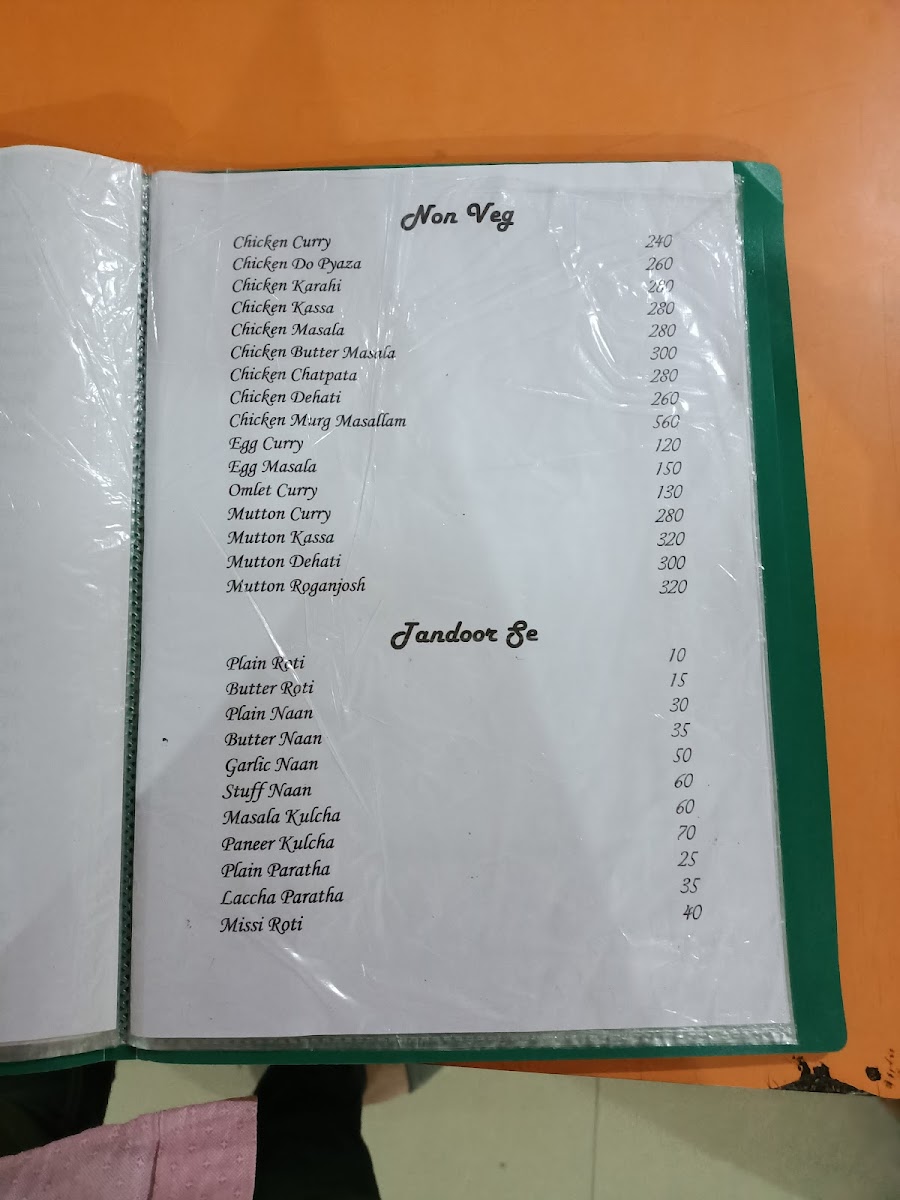 Non Veg
Chicken Curry 240
Chicken Do Pyaza 260
Chicken Karahi 280
Chicken Kassa 280
Chicken Masala 280
Chicken Butter Masala 300
Chicken Chatpata 280
Chicken Dehati 260
Chicken Murg Masallam 560
Egg Curry 120
Egg Masala 150
Omlet Curry 130
Mutton Curry 280
Mutton Kassa 320
Mutton Dehati 300
Mutton Roganjosh 320
Tandoor Se
Plain Roti 10
Butter Roti 15
Plain Naan 30
Butter Naan 35
Garlic Naan 50
Stuff Naan 60
Masala Kulcha 60
Paneer Kulcha 70
Plain Paratha 25
Laccha Paratha 35
Missi Roti 40